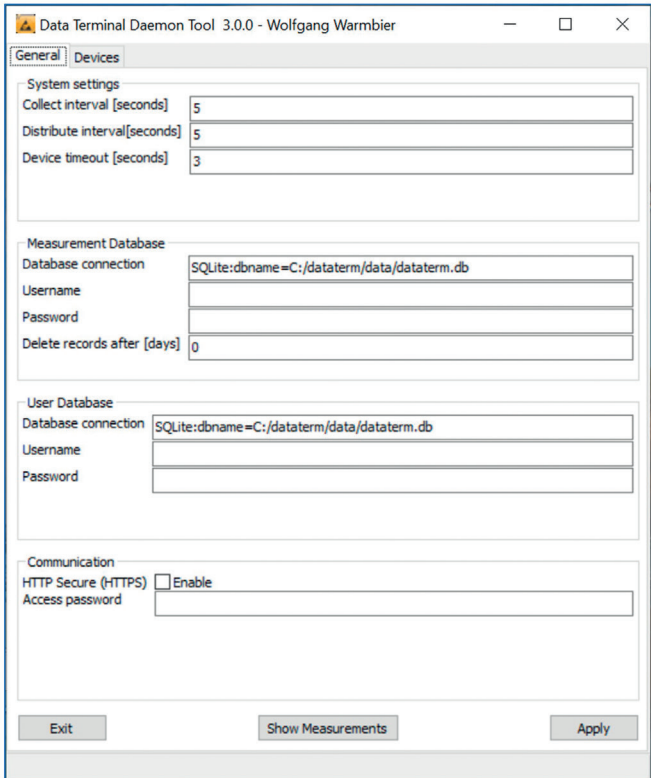 Data Terminal Daemon Tool 3.0.0 - Wolfgang Warmbier
General Devices
System settings
Collect interval [seconds] 5
Distribute interval[seconds] 5
Device timeout [seconds] 3
Measurement Database
Database connection SQLite:dbname=C:/dataterm/data/dataterm.db
Username
Password
Delete records after [days] 0
User Database
Database connection SQLite:dbname=C:/dataterm/data/dataterm.db
Username
Password
Communication
HTTP Secure (HTTPS) Enable
Access password
Exit Show Measurements Apply